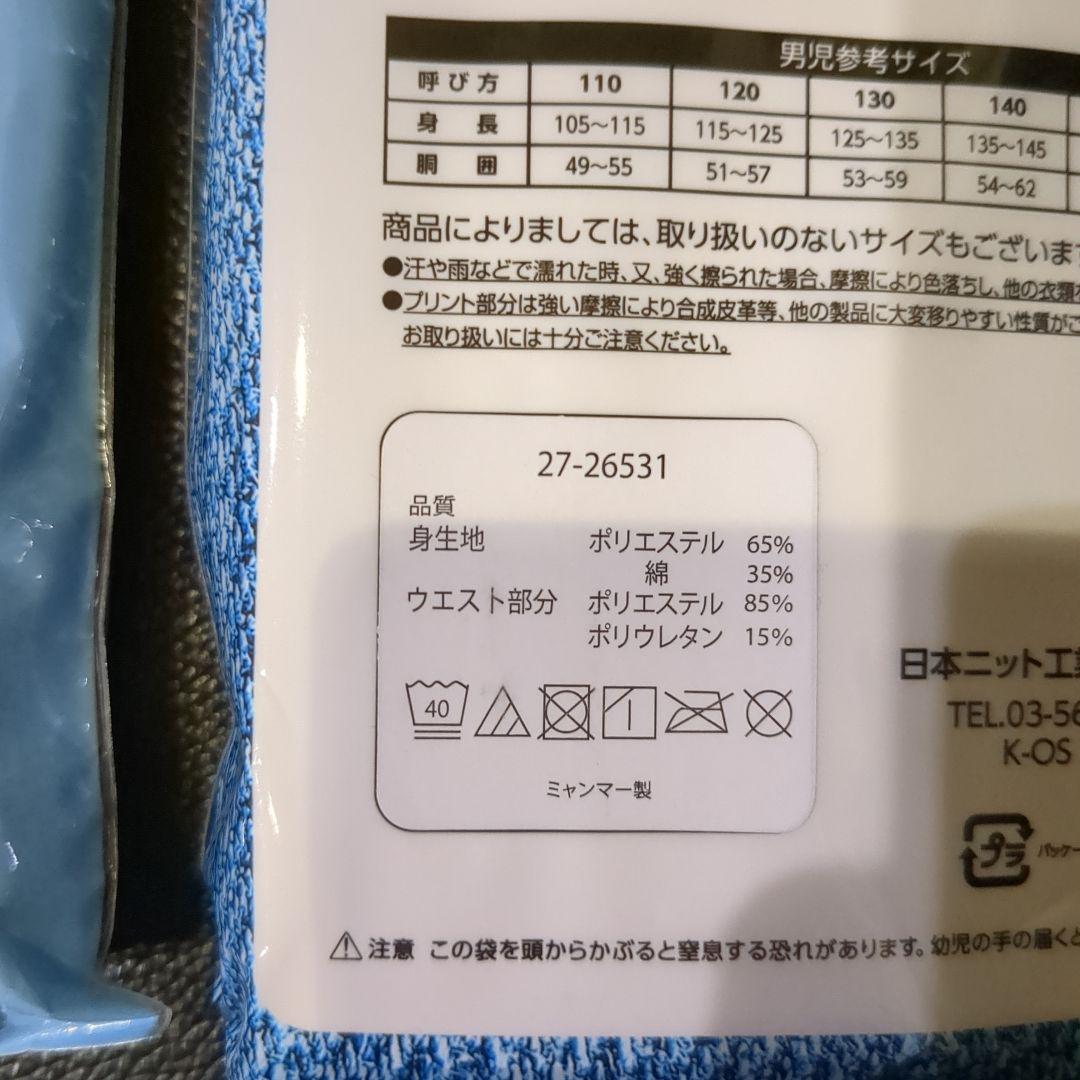 男児参考サイズ
呼び方 110 120 130 140
身長 105〜115 115〜125 125〜135 135〜145
胴囲 49〜55 51〜57 53〜59 54〜62
商品によりましては、取り扱いのないサイズもございます
●汗や雨などで濡れた時、又、強く擦られた場合、摩擦により色落ちし、他の衣類
●プリント部分は強い摩擦により合成皮革等、他の製品に大変移りやすい性質がご
お取り扱いには十分ご注意ください。
27-26531
品質
身生地 ポリエステル 65%
綿 35%
ウエスト部分 ポリエステル 85%
ポリウレタン 15%
40
ミャンマー製
日本ニット工業
TEL.03-56
K-OS
プラ パッケー
注意 この袋を頭からかぶると窒息する恐れがあります。幼児の手の届くと